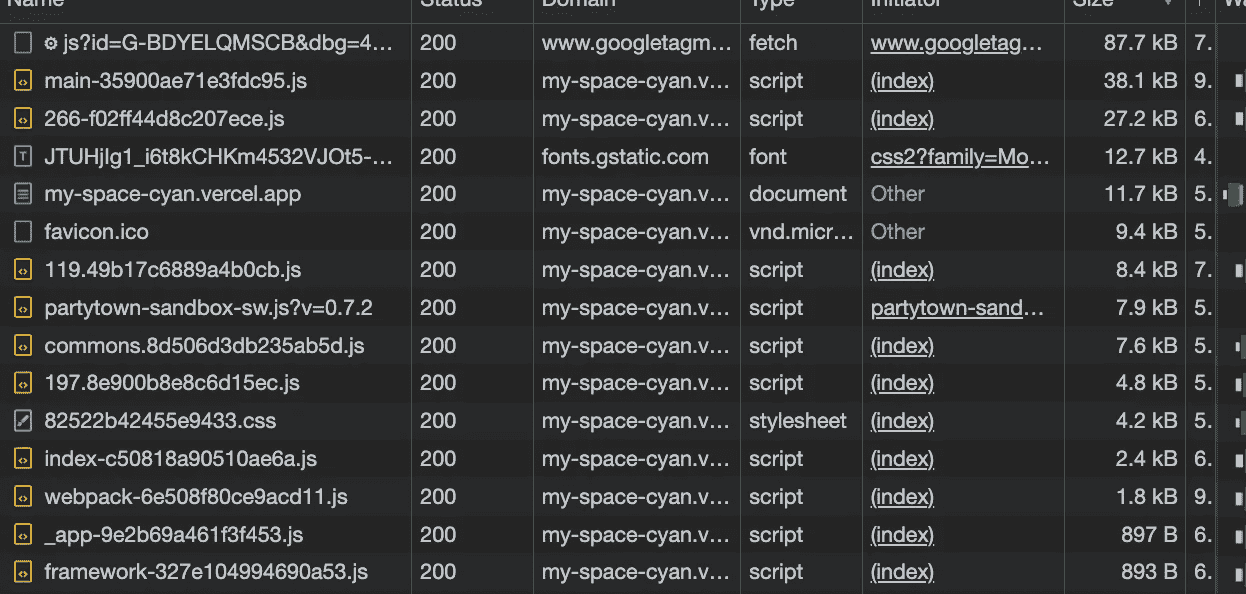 Name Status Domain Type Initiator Size
js?id=G-BDYELQMSCB&dbg=4... 200 www.googletagm... fetch www.googletag... 87.7 kB 7.
main-35900ae71e3fdc95.js 200 my-space-cyan.v... script (index) 38.1 kB 9.
266-f02ff44d8c207ece.js 200 my-space-cyan.v... script (index) 27.2 kB 6.
JTUHjIg1_i6t8kCHKm4532VJOt5-... 200 fonts.gstatic.com font css2?family=Mo... 12.7 kB 4.
my-space-cyan.vercel.app 200 my-space-cyan.v... document Other 11.7 kB 5.
favicon.ico 200 my-space-cyan.v... vnd.micr... Other 9.4 kB 5.
119.49b17c6889a4b0cb.js 200 my-space-cyan.v... script (index) 8.4 kB 7.
partytown-sandbox-sw.js?v=0.7.2 200 my-space-cyan.v... script partytown-sand... 7.9 kB 5.
commons.8d506d3db235ab5d.js 200 my-space-cyan.v... script (index) 7.6 kB 5.
197.8e900b8e8c6d15ec.js 200 my-space-cyan.v... script (index) 4.8 kB 5.
82522b42455e9433.css 200 my-space-cyan.v... stylesheet (index) 4.2 kB 5.
index-c50818a90510ae6a.js 200 my-space-cyan.v... script (index) 2.4 kB 6.
webpack-6e508f80ce9acd11.js 200 my-space-cyan.v... script (index) 1.8 kB 9.
_app-9e2b69a461f3f453.js 200 my-space-cyan.v... script (index) 897 B 6.
framework-327e104994690a53.js 200 my-space-cyan.v... script (index) 893 B 6.